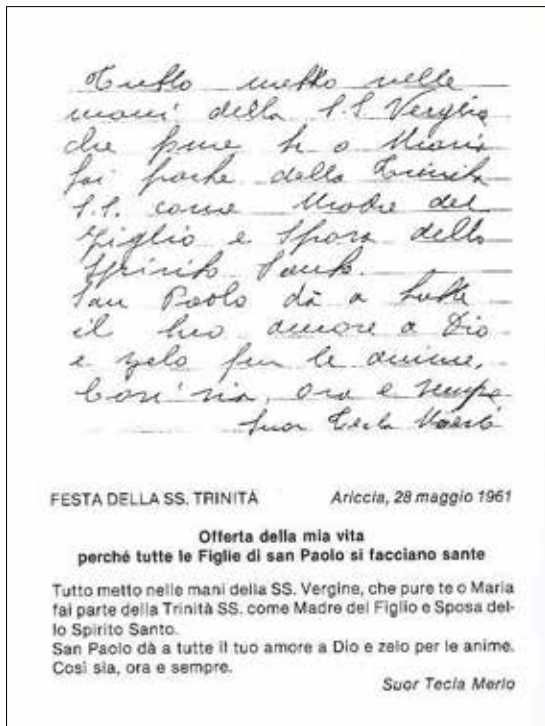 Tutto metto nelle
mani della S.S. Vergine
che pure te o Maria
fai parte della Trinità
S.S. come Madre del
Figlio e Sposa dello
Spirito Santo.
San Paolo dà a tutte
il tuo amore a Dio
e zelo per le anime.
Così sia, ora e sempre
Suor Tecla
FESTA DELLA SS. TRINITÀ Ariccia, 28 maggio 1961
Offerta della mia vita
perché tutte le Figlie di san Paolo si facciano sante
Tutto metto nelle mani della SS. Vergine, che pure te o Maria
fai parte della Trinità SS. come Madre del Figlio e Sposa del-
lo Spirito Santo.
San Paolo dà a tutte il tuo amore a Dio e zelo per le anime.
Così sia, ora e sempre.
Suor Tecla Merlo